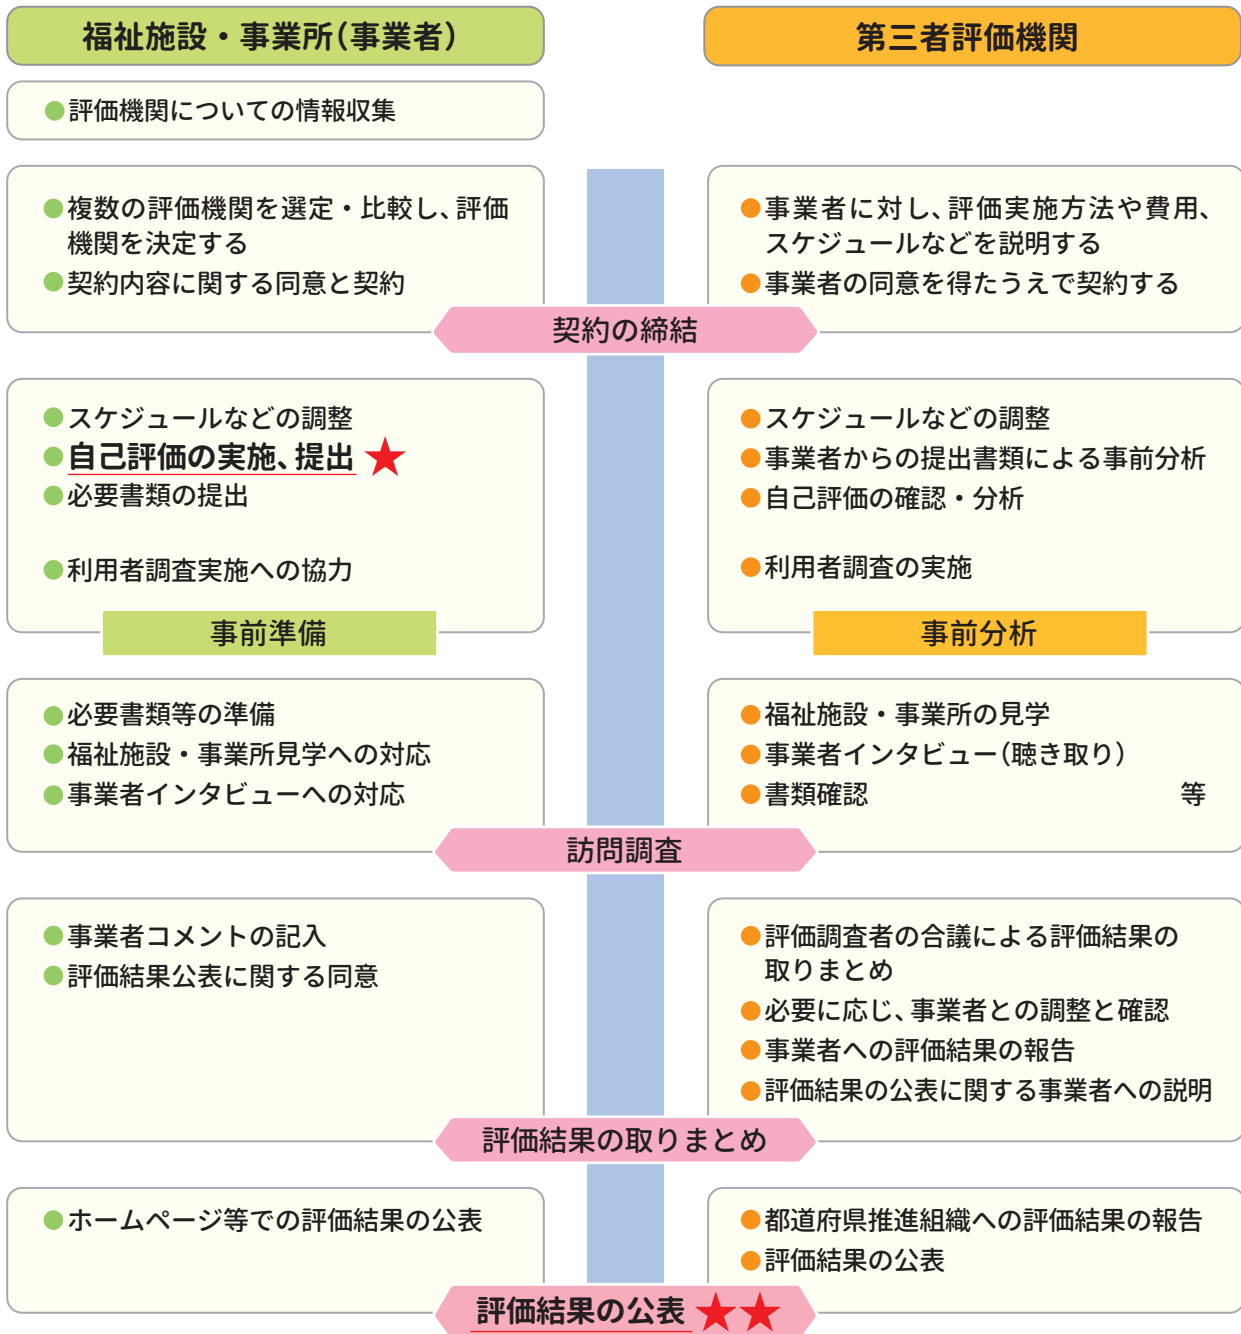 福祉施設・事業所(事業者)
第三者評価機関
●評価機関についての情報収集
●複数の評価機関を選定・比較し、評価
機関を決定する
●契約内容に関する同意と契約
●事業者に対し、評価実施方法や費用、
スケジュールなどを説明する
●事業者の同意を得たうえで契約する
契約の締結
●スケジュールなどの調整
●自己評価の実施、提出 ★
●必要書類の提出
●利用者調査実施への協力
事前準備
●スケジュールなどの調整
●事業者からの提出書類による事前分析
●自己評価の確認・分析
●利用者調査の実施
事前分析
●必要書類等の準備
●福祉施設・事業所見学への対応
●事業者インタビューへの対応
●福祉施設・事業所の見学
●事業者インタビュー(聴き取り)
●書類確認 等
訪問調査
●事業者コメントの記入
●評価結果公表に関する同意
●評価調査者の合議による評価結果の
取りまとめ
●必要に応じ、事業者との調整と確認
●事業者への評価結果の報告
●評価結果の公表に関する事業者への説明
評価結果の取りまとめ
●ホームページ等での評価結果の公表
●都道府県推進組織への評価結果の報告
●評価結果の公表
評価結果の公表 ★★